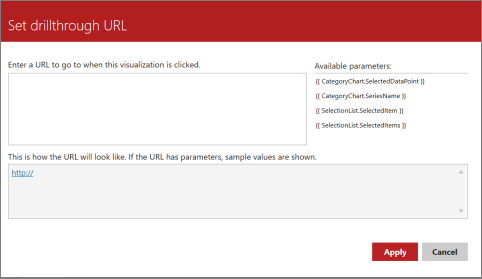 Set drillthrough URL
Enter a URL to go to when this visualization is clicked.
Available parameters:
{{ CategoryChart.SelectedDataPoint }}
{{ CategoryChart.SeriesName }}
{{ SelectionList.SelectedItem }}
{{ SelectionList.SelectedItems }}
This is how the URL will look like. If the URL has parameters, sample values are shown.
http://
Apply Cancel